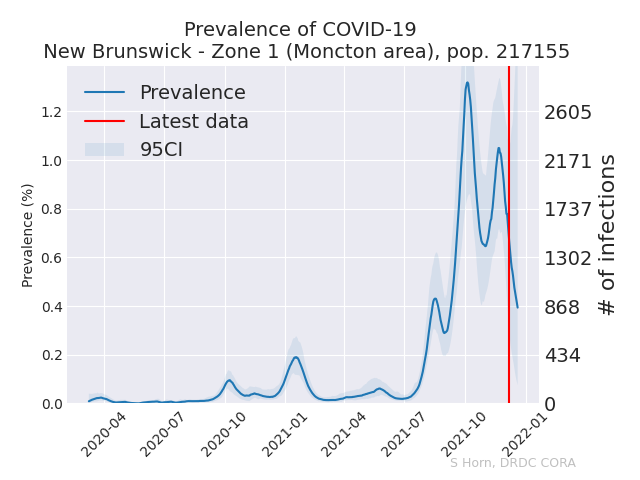 Prevalence of COVID-19
New Brunswick - Zone 1 (Moncton area), pop. 217155
Prevalence
Latest data
95CI
Prevalence (%)
1.2
1.0
0.8
0.6
0.4
0.2
0.0
2605
2171
1737
1302
868
434
0
# of infections
2020-04
2020-07
2020-10
2021-01
2021-04
2021-07
2021-10
2022-01
S Horn, DRDC CORA